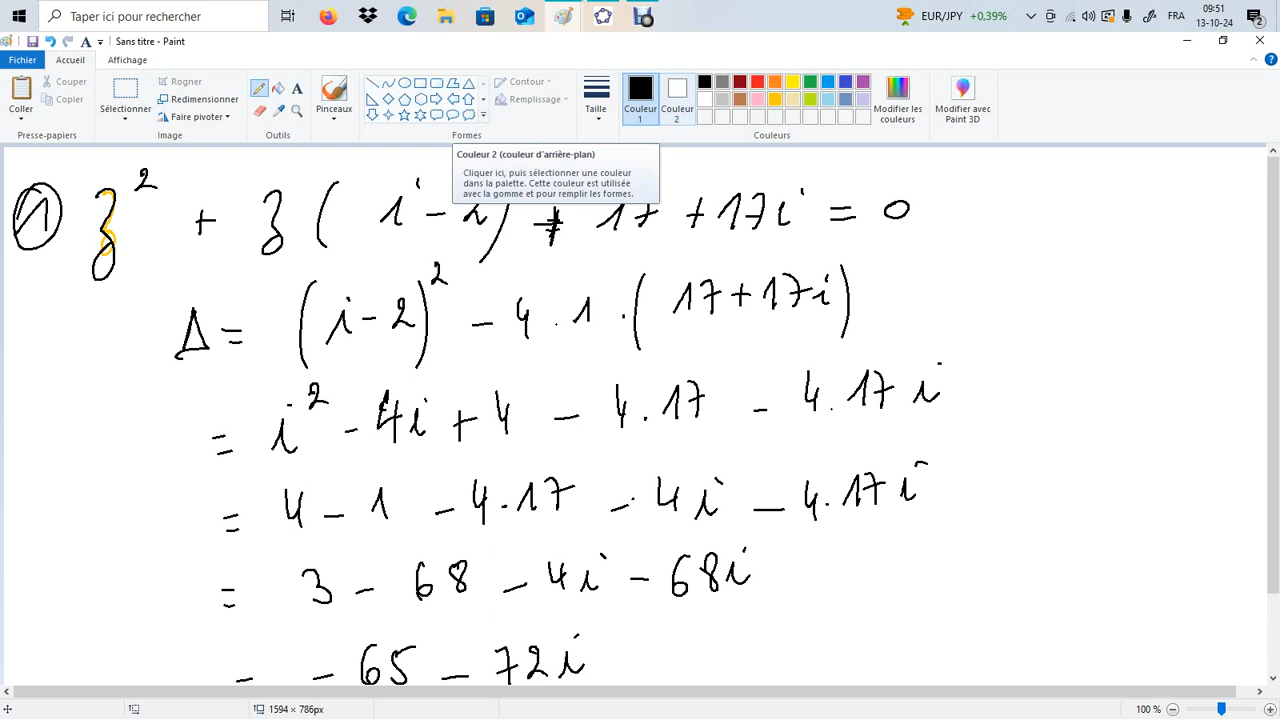 Taper ici pour rechercher
EUR/JPY +0,39%
FRA
09:51
13-10-24
2
Sans titre - Paint
Fichier Accueil Affichage
Coller
Couper
Copier
Presse-papiers
Sélectionner
Rogner
Redimensionner
Faire pivoter
Image
A
Outils
Pinceaux
Contour
Remplissage
Formes
Taille
Couleur 1
Couleur 2
Modifier les couleurs
Couleurs
Modifier avec Paint 3D
Couleur 2 (couleur d'arrière-plan)
Cliquer ici, puis sélectionner une couleur
dans la palette. Cette couleur est utilisée
avec la gomme et pour remplir les formes.
① z² + z ( i - 2) + 17 + 17i = 0
Δ = (i - 2)² - 4 . 1 . (17 + 17i)
= i² - 4i + 4 - 4.17 - 4.17 i
= 4 - 1 - 4.17 - 4i - 4.17 i
= 3 - 68 - 4i - 68i
- - 65 - 72i
1594 × 786px
100 %